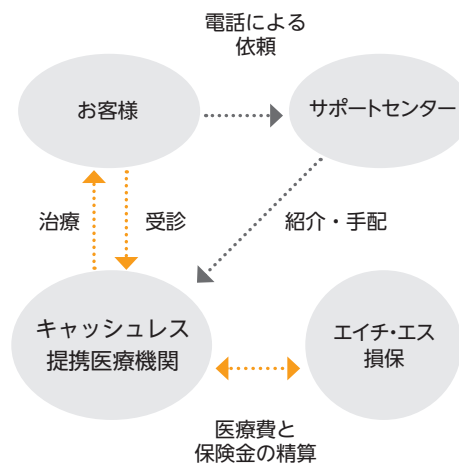 電話による
依頼
お客様
サポートセンター
治療
受診
紹介・手配
キャッシュレス
提携医療機関
エイチ・エス
損保
医療費と
保険金の精算